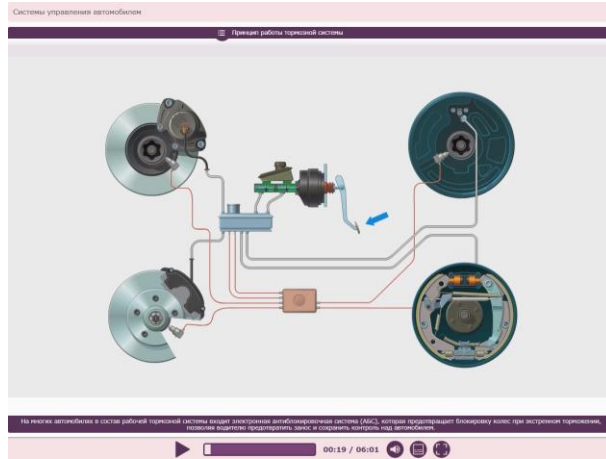 Системы управления автомобилем
Принцип работы тормозной системы
На многих автомобилях в состав рабочей тормозной системы входит электронная антиблокировочная система (АБС), которая предотвращает блокировку колес при экстренном торможении,
позволяя водителю предотвратить занос и сохранить контроль над автомобилем.
00:19 / 06:01